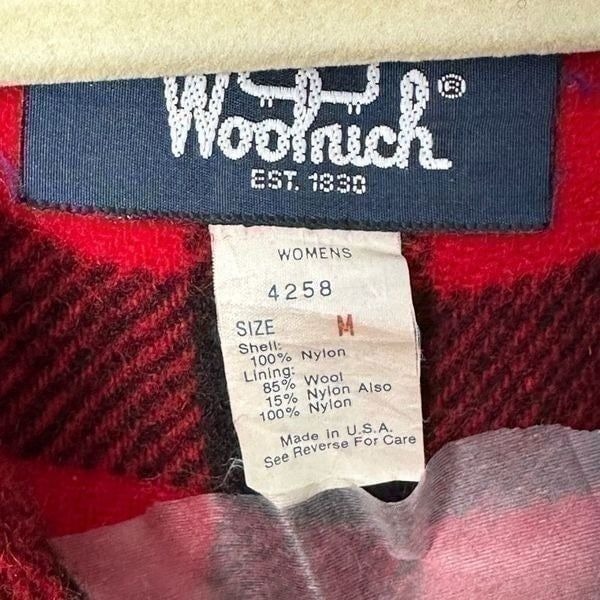 Woolrich®
EST. 1830
WOMENS
4258
SIZE M
Shell:
100% Nylon
Lining:
85% Wool
15% Nylon Also
100% Nylon
Made in U.S.A.
See Reverse For Care